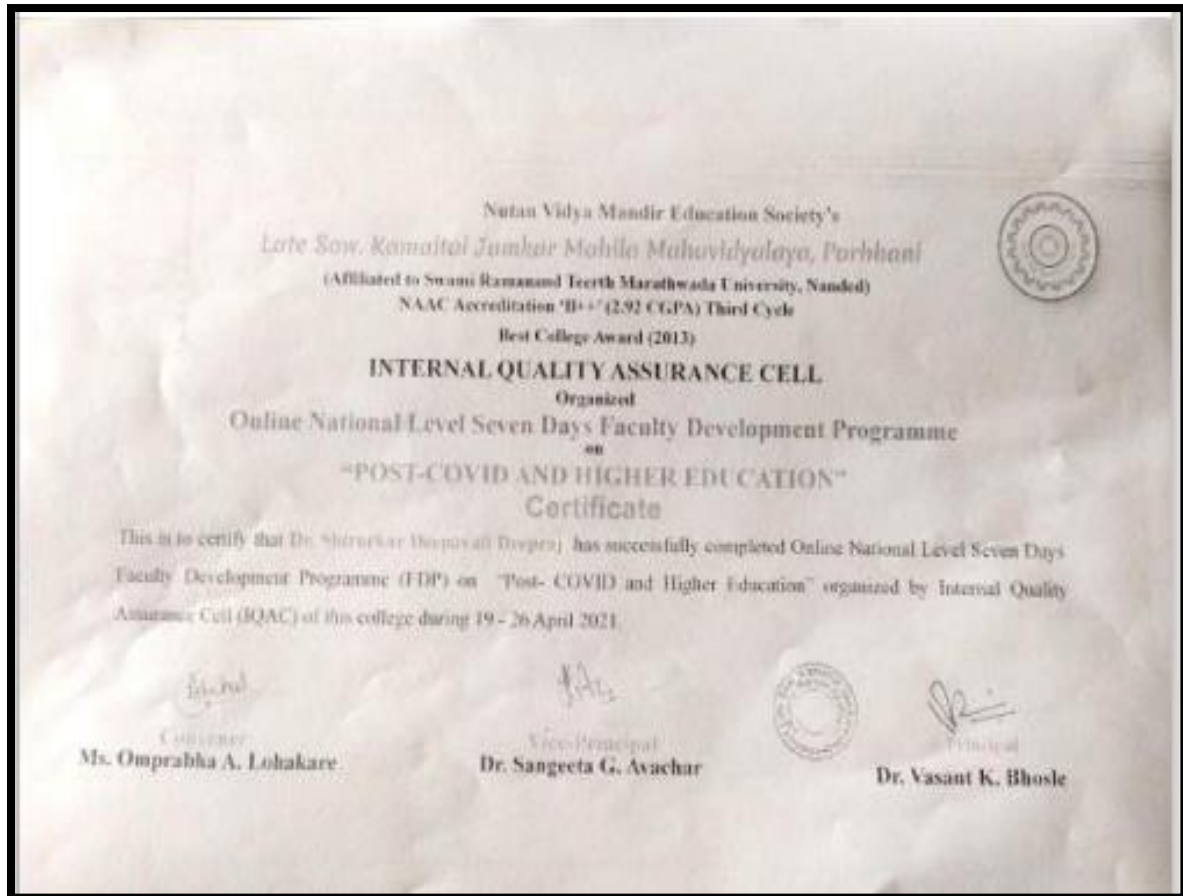 Nutan Vidya Mandir Education Society's
Late Sow. Kamaitai Jamkar Mahila Mahavidyalaya, Parbhani
(Affiliated to Swami Ramanand Teerth Marathwada University, Nanded)
NAAC Accreditation 'B++' (2.92 CGPA) Third Cycle
Best College Award (2013)
INTERNAL QUALITY ASSURANCE CELL
Organized
Online National Level Seven Days Faculty Development Programme
on
"POST-COVID AND HIGHER EDUCATION"
Certificate
This is to certify that Dr. Deepraj has successfully completed Online National Level Seven Days
Faculty Development Programme (FDP) on "Post- COVID and Higher Education" organized by Internal Quality
Assurance Cell (IQAC) of this college during 19 - 26 April 2021.
Convener
Ms. Omprabha A. Lohakare
Vice-Principal
Dr. Sangeeta G. Avachar
Principal
Dr. Vasant K. Bhosle